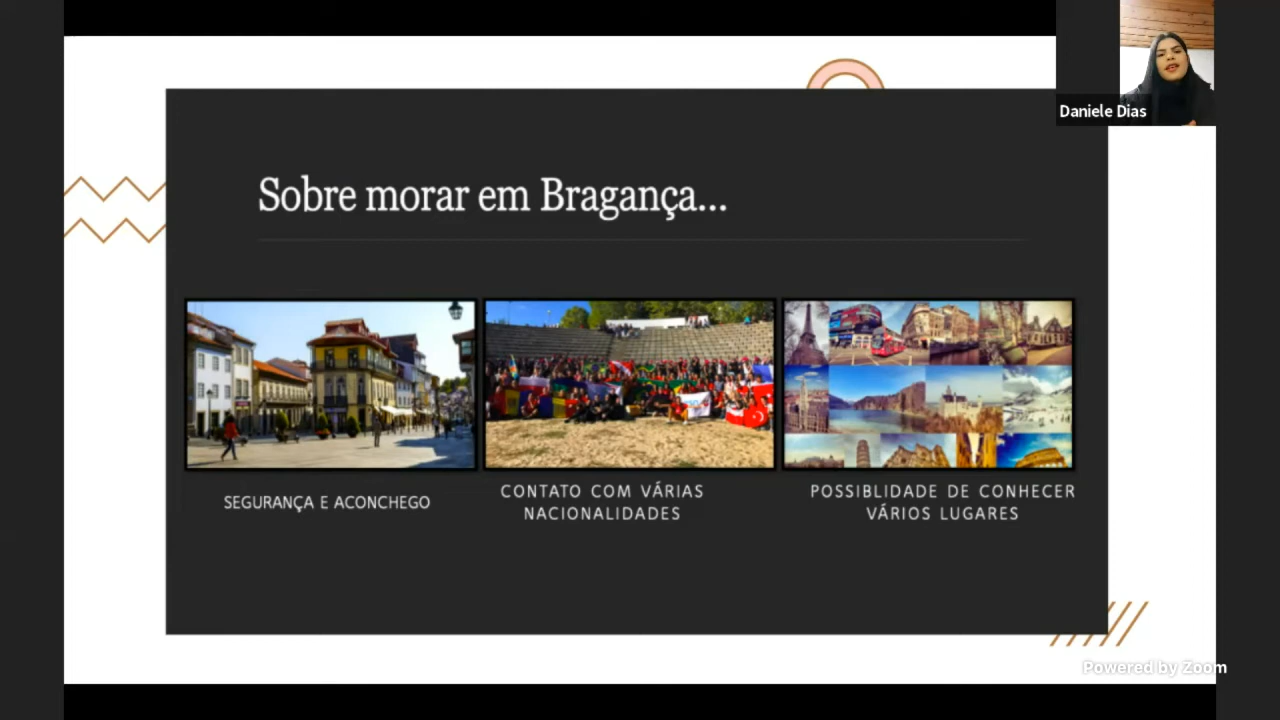 Daniele Dias
Sobre morar em Bragança...
SEGURANÇA E ACONCHEGO
CONTATO COM VÁRIAS
NACIONALIDADES
POSSIBLIDADE DE CONHECER
VÁRIOS LUGARES
Powered by Zoom